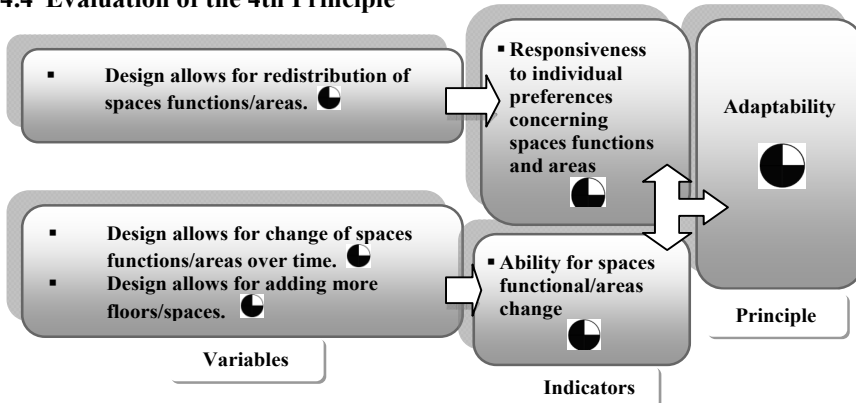 4.4 Evaluation of the 4th Principle
▪ Design allows for redistribution of
spaces functions/areas.
▪ Design allows for change of spaces
functions/areas over time.
▪ Design allows for adding more
floors/spaces.
Variables
▪ Responsiveness
to individual
preferences
concerning
spaces functions
and areas
▪ Ability for spaces
functional/areas
change
Indicators
Adaptability
Principle